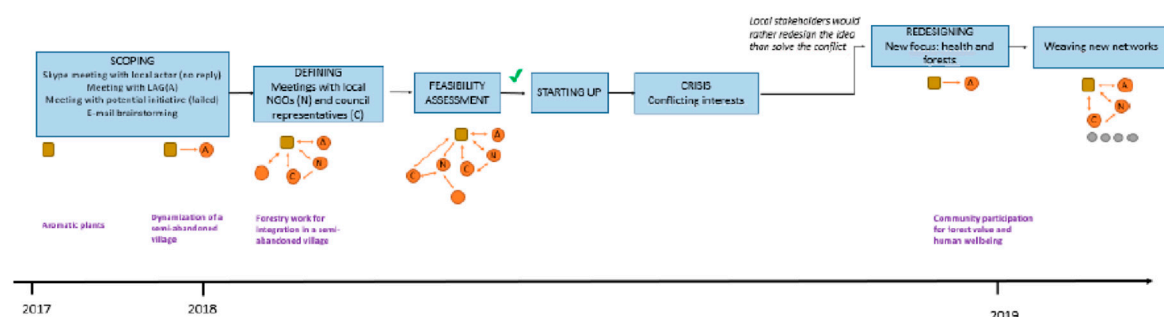 SCOPING
Skype meeting with local actor (no reply)
Meeting with LAG(A)
Meeting with potential initiative (failed)
E-mail brainstorming
DEFINING
Meetings with local
NGOs (N) and council
representatives (C)
FEASIBILITY
ASSESSMENT
STARTING UP
CRISIS
Conflicting interests
Local stakeholders would
rather redesign the idea
than solve the conflict
REDESIGNING
New focus: health and
forests
Weaving new networks
A
A
N
C
A
N
C
N
C
A
A
A
N
C
Aromatic plants
Dynamization of a
semi-abandoned
village
Forestry work for
integration in a semi-
abandoned village
Community participation
for forest value and
human wellbeing
2017
2018
2019